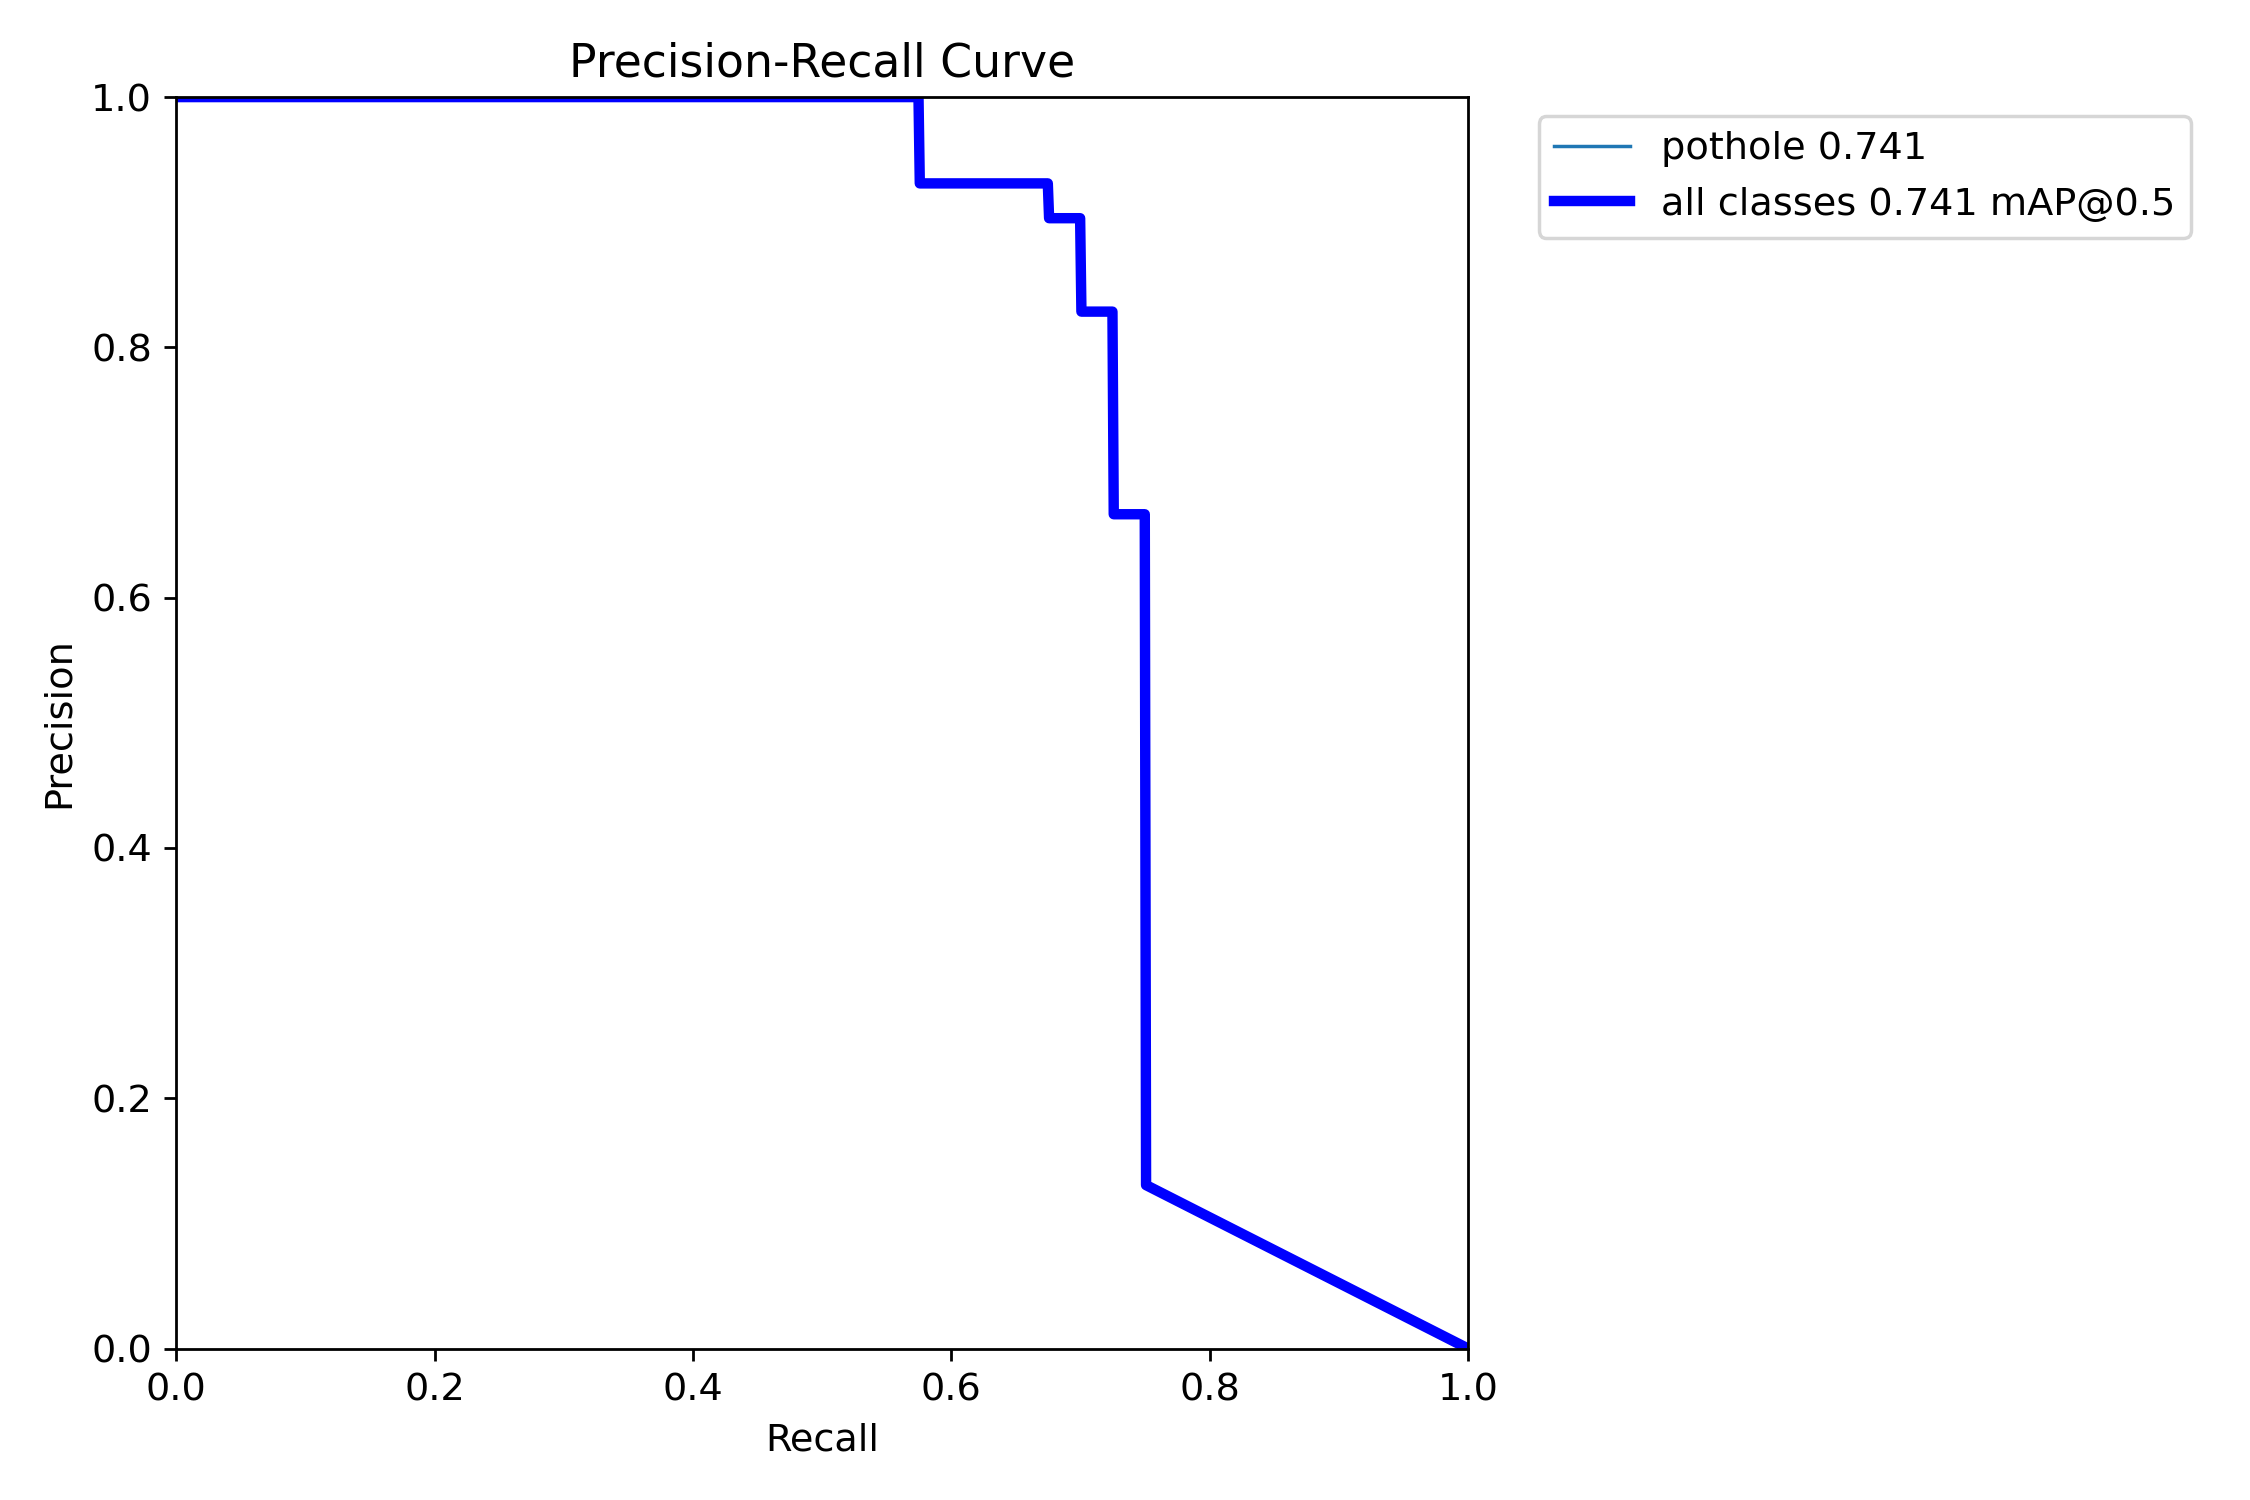 Precision-Recall Curve
1.0
0.8
0.6
0.4
0.2
0.0
Precision
0.0 0.2 0.4 0.6 0.8 1.0
Recall
pothole 0.741
all classes 0.741 mAP@0.5